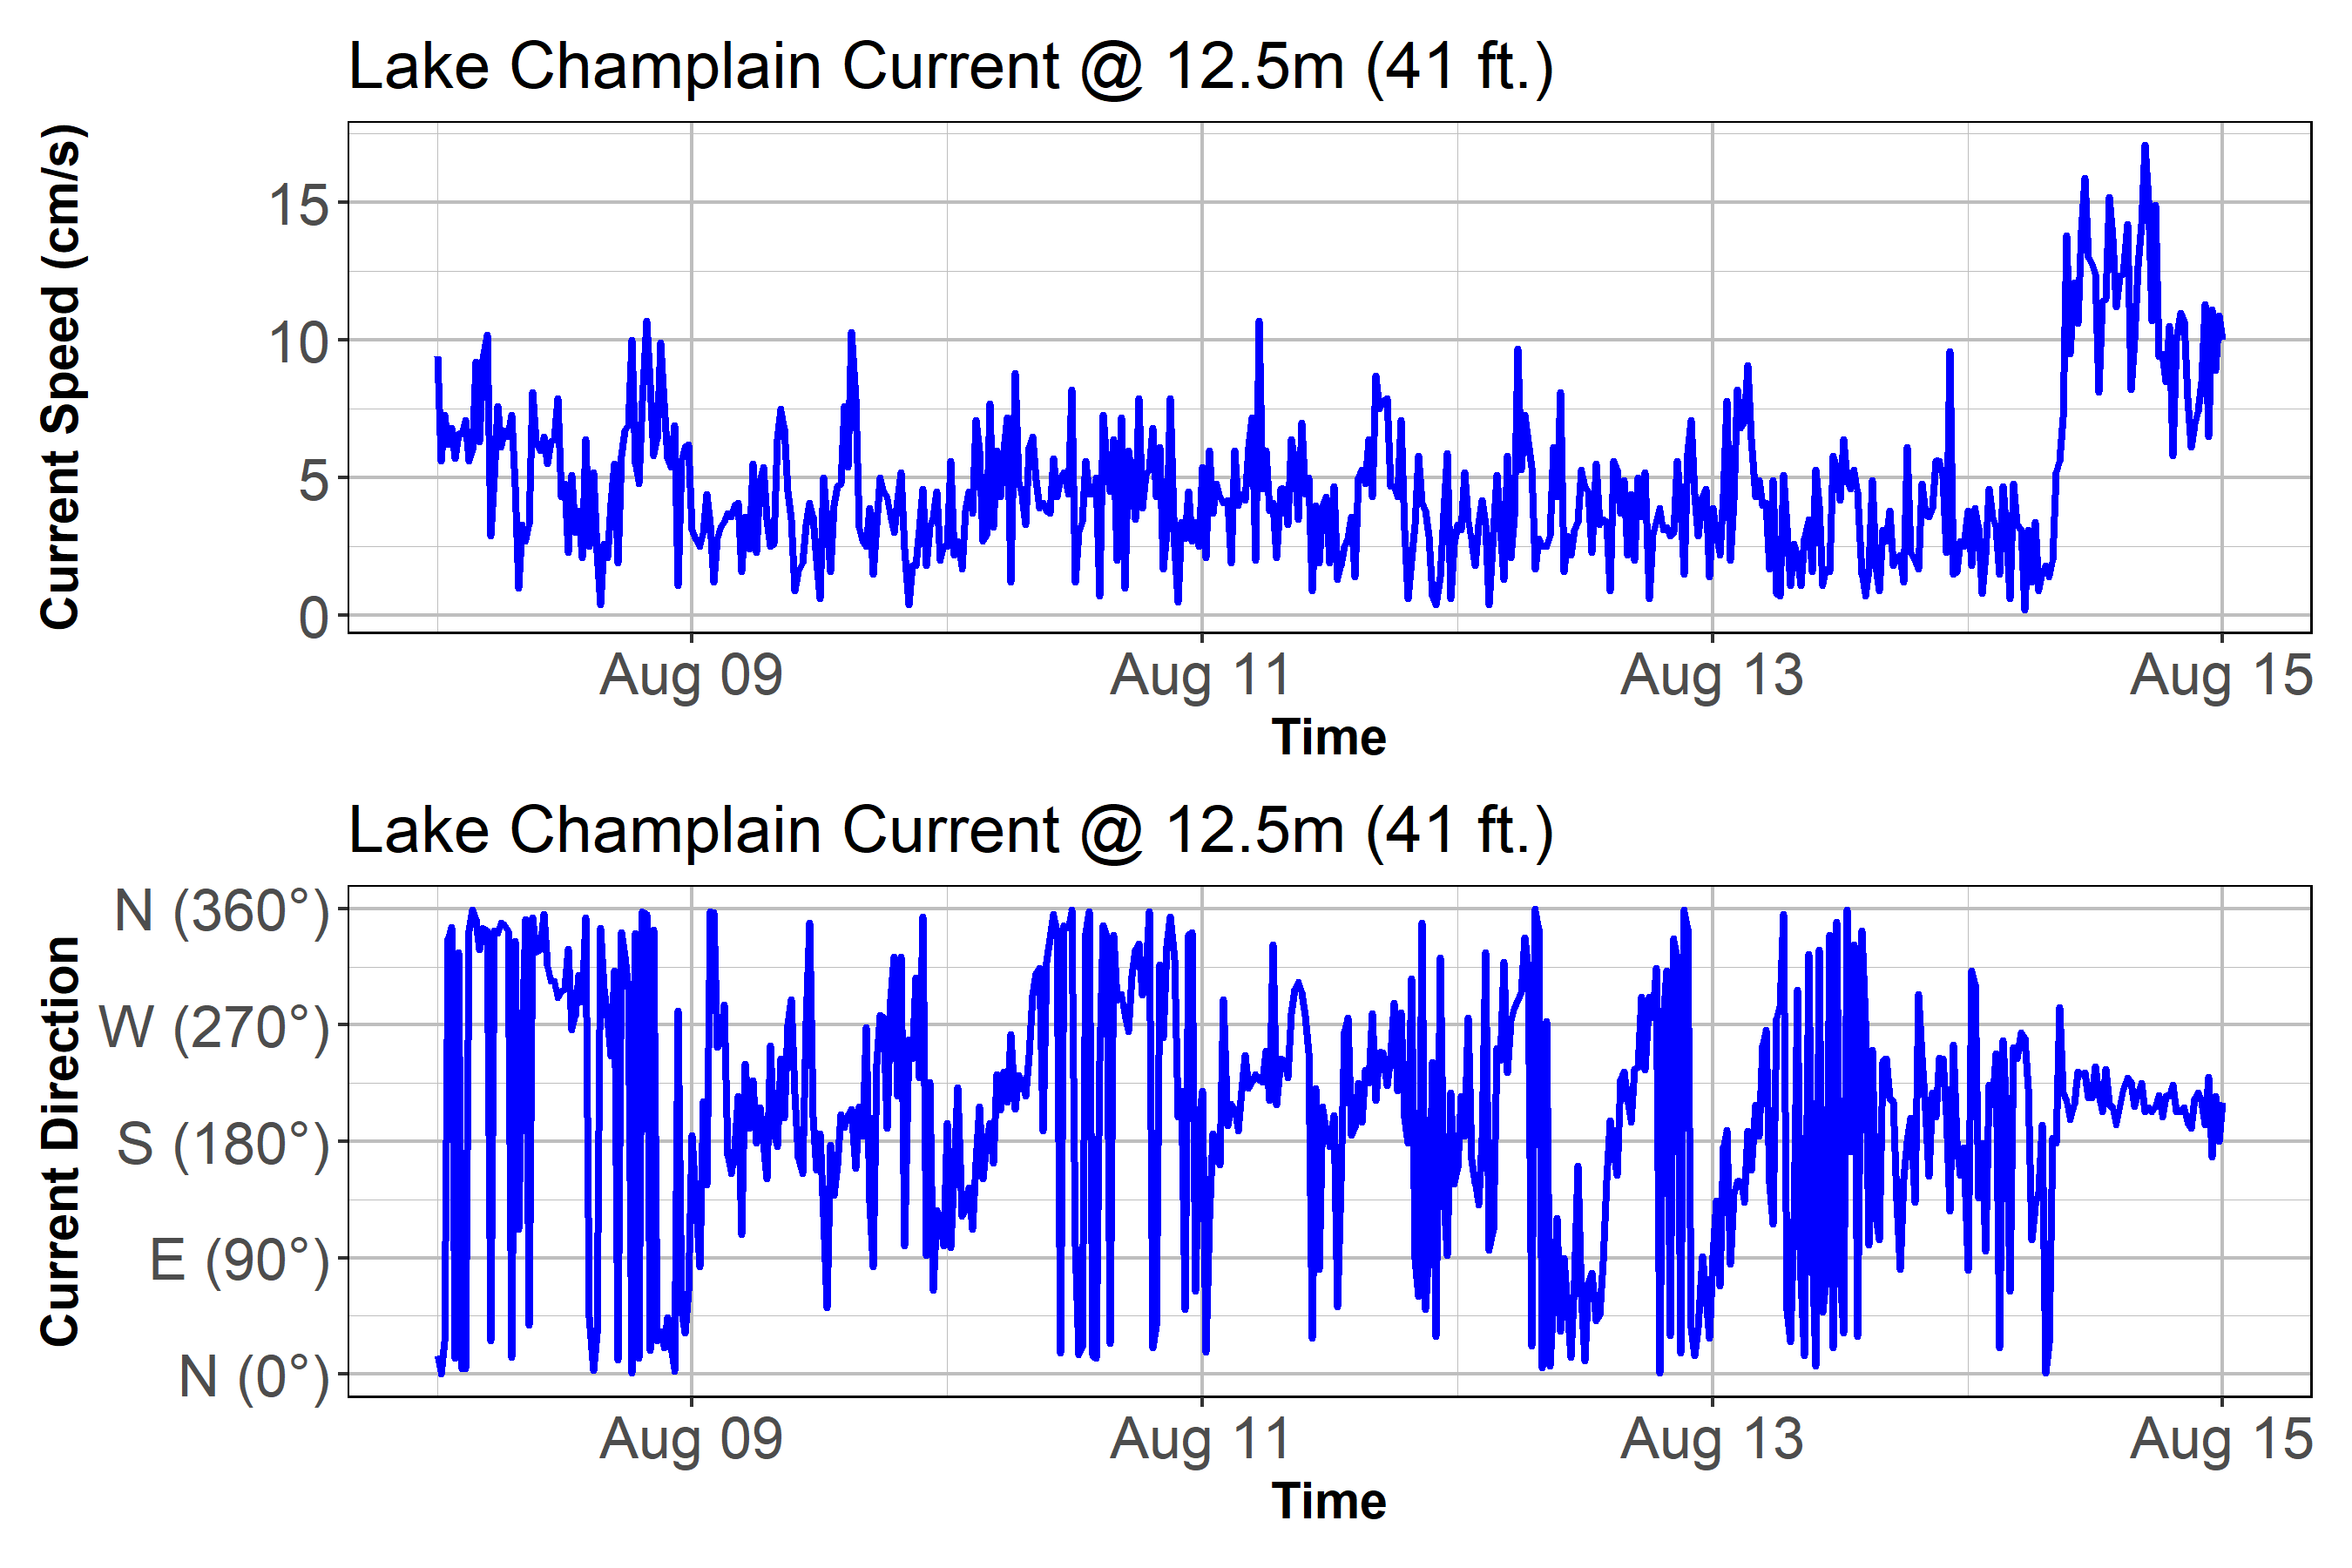 Lake Champlain Current @ 12.5m (41 ft.)
Current Speed (cm/s)
15
10
5
0
Aug 09 Aug 11 Aug 13 Aug 15
Time
Lake Champlain Current @ 12.5m (41 ft.)
Current Direction
N (360°)
W (270°)
S (180°)
E (90°)
N (0°)
Aug 09 Aug 11 Aug 13 Aug 15
Time